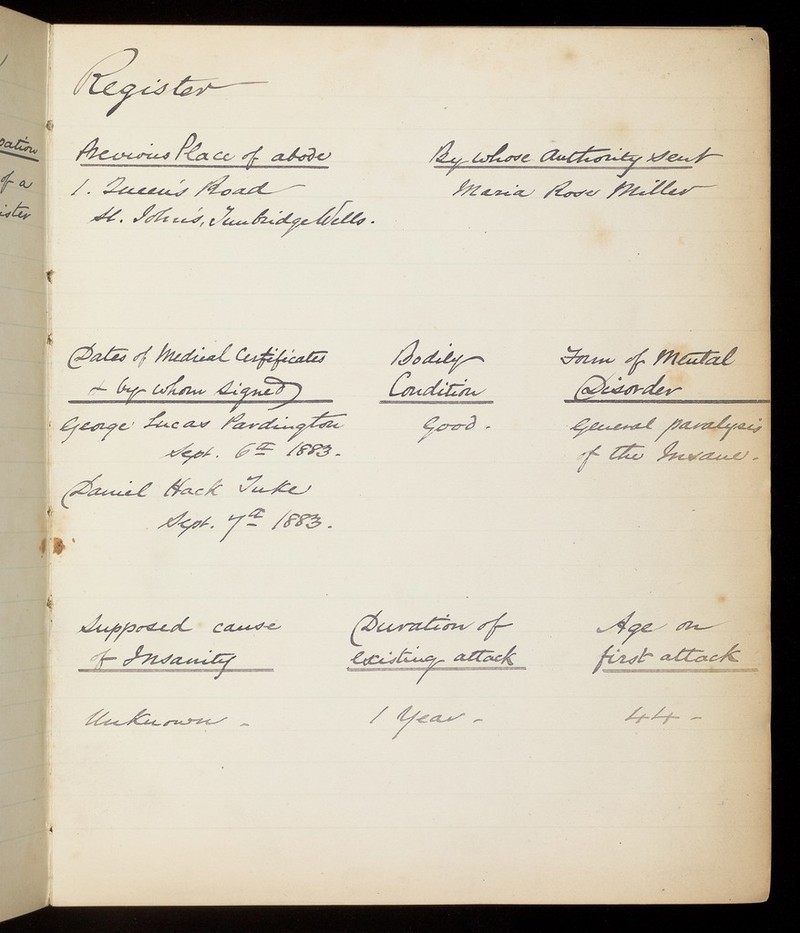 pation
of a
ister
Register
Previous Place of abode
By whose Authority sent
1. Queen's Road
St. John's, Tunbridge Wells.
Maria Rose Miller
Dates of Medical Certificates
& by whom signed
Bodily
Condition
Form of Mental
Disorder
George Lucas Pardington
Sept. 6th 1883.
Daniel Hack Tuke
Sept. 7th 1883.
Good.
General paralysis
of the Insane.
Supposed cause
of Insanity
Duration of
existing attack
Age on
first attack
Unknown -
1 Year -
44 -